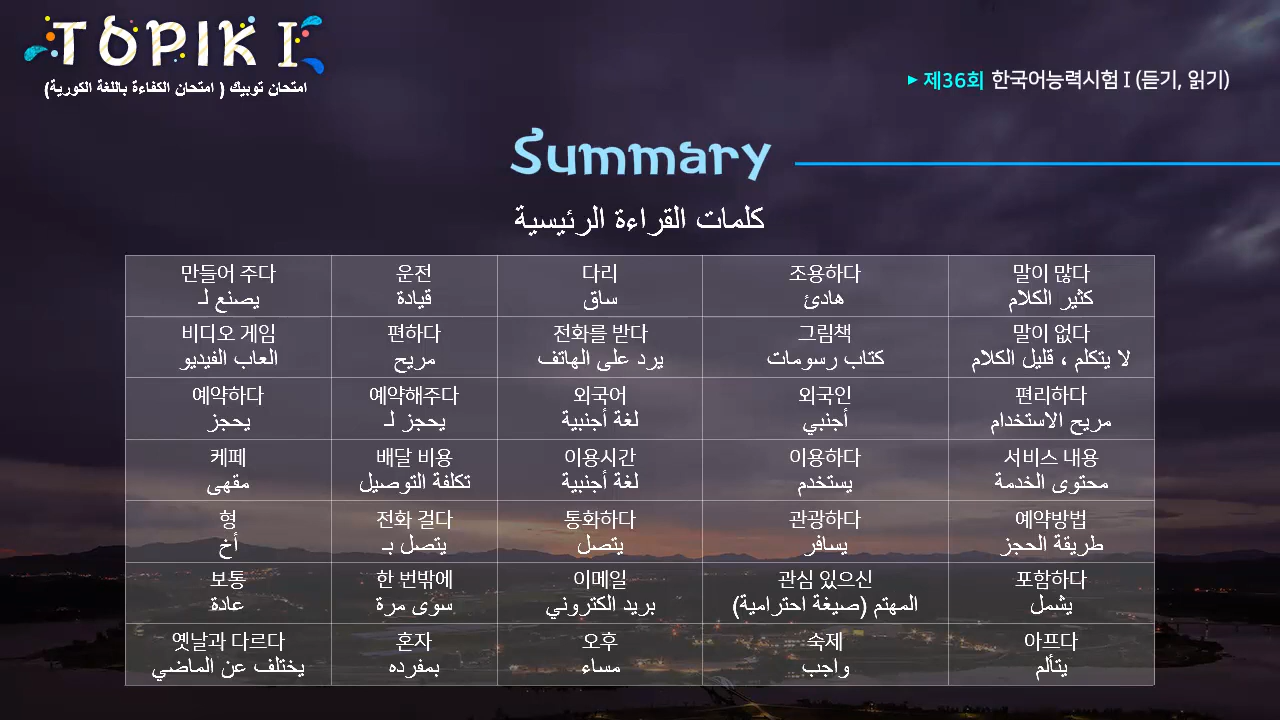 TOPIK I
امتحان توبيك ( امتحان الكفاءة باللغة الكورية)
▶ 제36회 한국어능력시험 I (듣기, 읽기)
Summary
كلمات القراءة الرئيسية
만들어 주다 운전 다리 조용하다 말이 많다
يصنع لـ قيادة ساق هادئ كثير الكلام
비디오 게임 편하다 전화를 받다 그림책 말이 없다
العاب الفيديو مريح يرد على الهاتف كتاب رسومات لا يتكلم ، قليل الكلام
예약하다 예약해주다 외국어 외국인 편리하다
يحجز يحجز لـ لغة أجنبية أجنبي مريح الاستخدام
케페 배달 비용 이용시간 이용하다 서비스 내용
مقهى تكلفة التوصيل لغة أجنبية يستخدم محتوى الخدمة
형 전화 걸다 통화하다 관광하다 예약방법
أخ يتصل بـ يتصل يسافر طريقة الحجز
보통 한 번밖에 이메일 관심 있으신 포함하다
عادة سوى مرة بريد الكتروني المهتم (صيغة احترامية) يشمل
옛날과 다르다 혼자 오후 숙제 아프다
يختلف عن الماضي بمفرده مساء واجب يتألم